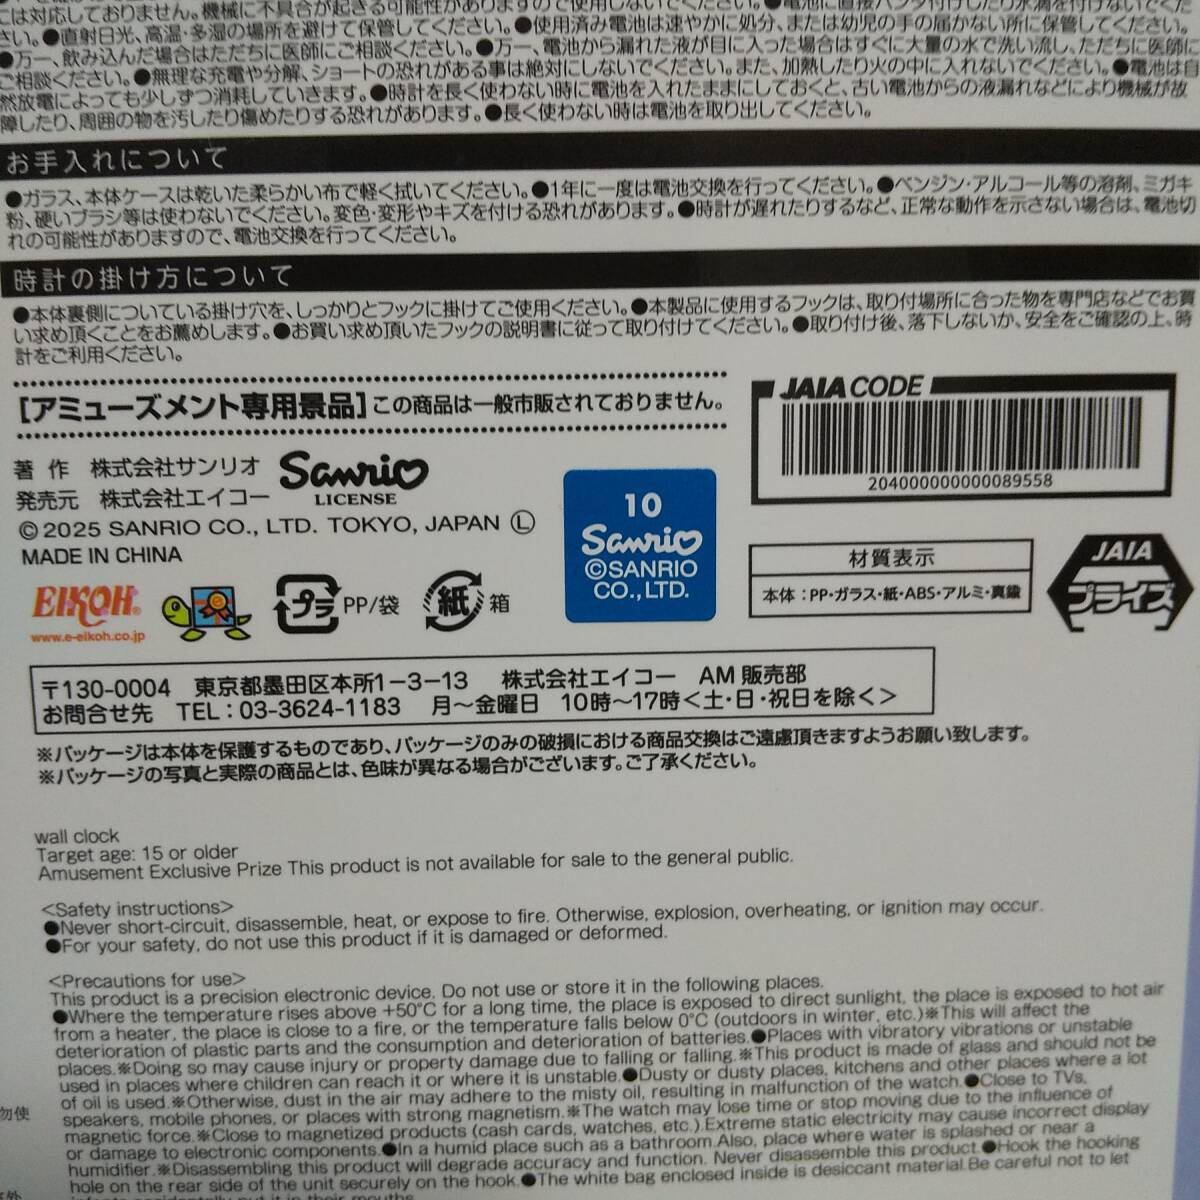 には対応しておりません。機械に不具合が起きる可能性がありますので使用しないでください。●電池に直接ハンダ付けしたり水滴を付けないでくだ
さい。●直射日光、高温・多湿の場所を避けて保管してください。●使用済み電池は速やかに処分、または幼児の手の届かない所に保管してください。
●万一、飲み込んだ場合はただちに医師にご相談ください。●万一、電池から漏れた液が目に入った場合はすぐに大量の水で洗い流し、ただちに医師に
ご相談ください。●無理な充電や分解、ショートの恐れがある事は絶対にしないでください。また、加熱したり火の中に入れないでください。●電池は自
然放電によっても少しずつ消耗していきます。●時計を長く使わない時に電池を入れたままにしておくと、古い電池からの液漏れなどにより機械が故
障したり、周囲の物を汚したり傷めたりする恐れがあります。●長く使わない時は電池を取り出してください。
お手入れについて
●ガラス、本体ケースは乾いた柔らかい布で軽く拭いてください。●1年に一度は電池交換を行ってください。●ベンジン・アルコール等の溶剤、ミガキ
粉、硬いブラシ等は使わないでください。変色・変形やキズを付ける恐れがあります。●時計が遅れたりするなど、正常な動作を示さない場合は、電池切
れの可能性がありますので、電池交換を行ってください。
時計の掛け方について
●本体裏側についている掛け穴を、しっかりとフックに掛けてご使用ください。●本製品に使用するフックは、取り付場所に合った物を専門店などでお買
い求め頂くことをお薦めします。●お買い求め頂いたフックの説明書に従って取り付けてください。●取り付け後、落下しないか、安全をご確認の上、時
計をご利用ください。
[アミューズメント専用景品]この商品は一般市販されておりません。
JAIA CODE
204000000000089558
著 作 株式会社サンリオ
発売元 株式会社エイコー
Sanrio
LICENSE
©2025 SANRIO CO., LTD. TOKYO, JAPAN Ⓛ
MADE IN CHINA
10
Sanrio
©SANRIO
CO.,LTD.
材質表示
本体：PP・ガラス・紙・ABS・アルミ・真鍮
JAIA
プライズ
EIKOH
www.e-eikoh.co.jp
プラ PP/袋
紙 箱
〒130-0004 東京都墨田区本所1-3-13 株式会社エイコー AM 販売部
お問合せ先 TEL：03-3624-1183 月〜金曜日 10時〜17時<土・日・祝日を除く>
※パッケージは本体を保護するものであり、パッケージのみの破損における商品交換はご遠慮頂きますようお願い致します。
※パッケージの写真と実際の商品とは、色味が異なる場合がございます。ご了承ください。
wall clock
Target age: 15 or older
Amusement Exclusive Prize This product is not available for sale to the general public.
<Safety instructions>
●Never short-circuit, disassemble, heat, or expose to fire. Otherwise, explosion, overheating, or ignition may occur.
●For your safety, do not use this product if it is damaged or deformed.
<Precautions for use>
This product is a precision electronic device. Do not use or store it in the following places.
●Where the temperature rises above +50°C for a long time, the place is exposed to direct sunlight, the place is exposed to hot air
from a heater, the place is close to a fire, or the temperature falls below 0°C (outdoors in winter, etc.)※This will affect the
deterioration of plastic parts and the consumption and deterioration of batteries.●Places with vibratory vibrations or unstable
places.※Doing so may cause injury or property damage due to falling or falling.※This product is made of glass and should not be
used in places where children can reach it or where it is unstable.●Dusty or dusty places, kitchens and other places where a lot
of oil is used.※Otherwise, dust in the air may adhere to the misty oil, resulting in malfunction of the watch.●Close to TVs,
speakers, mobile phones, or places with strong magnetism.※The watch may lose time or stop moving due to the influence of
magnetic force.※Close to magnetized products (cash cards, watches, etc.).Extreme static electricity may cause incorrect display
or damage to electronic components.●In a humid place such as a bathroom.Also, place where water is splashed or near a
humidifier.※Disassembling this product will degrade accuracy and function. Never disassemble this product.●Hook the hooking
hole on the rear side of the unit securely on the hook.●The white bag enclosed inside is desiccant material.Be careful not to let
infants accidentally put it in their mouths.
勿使